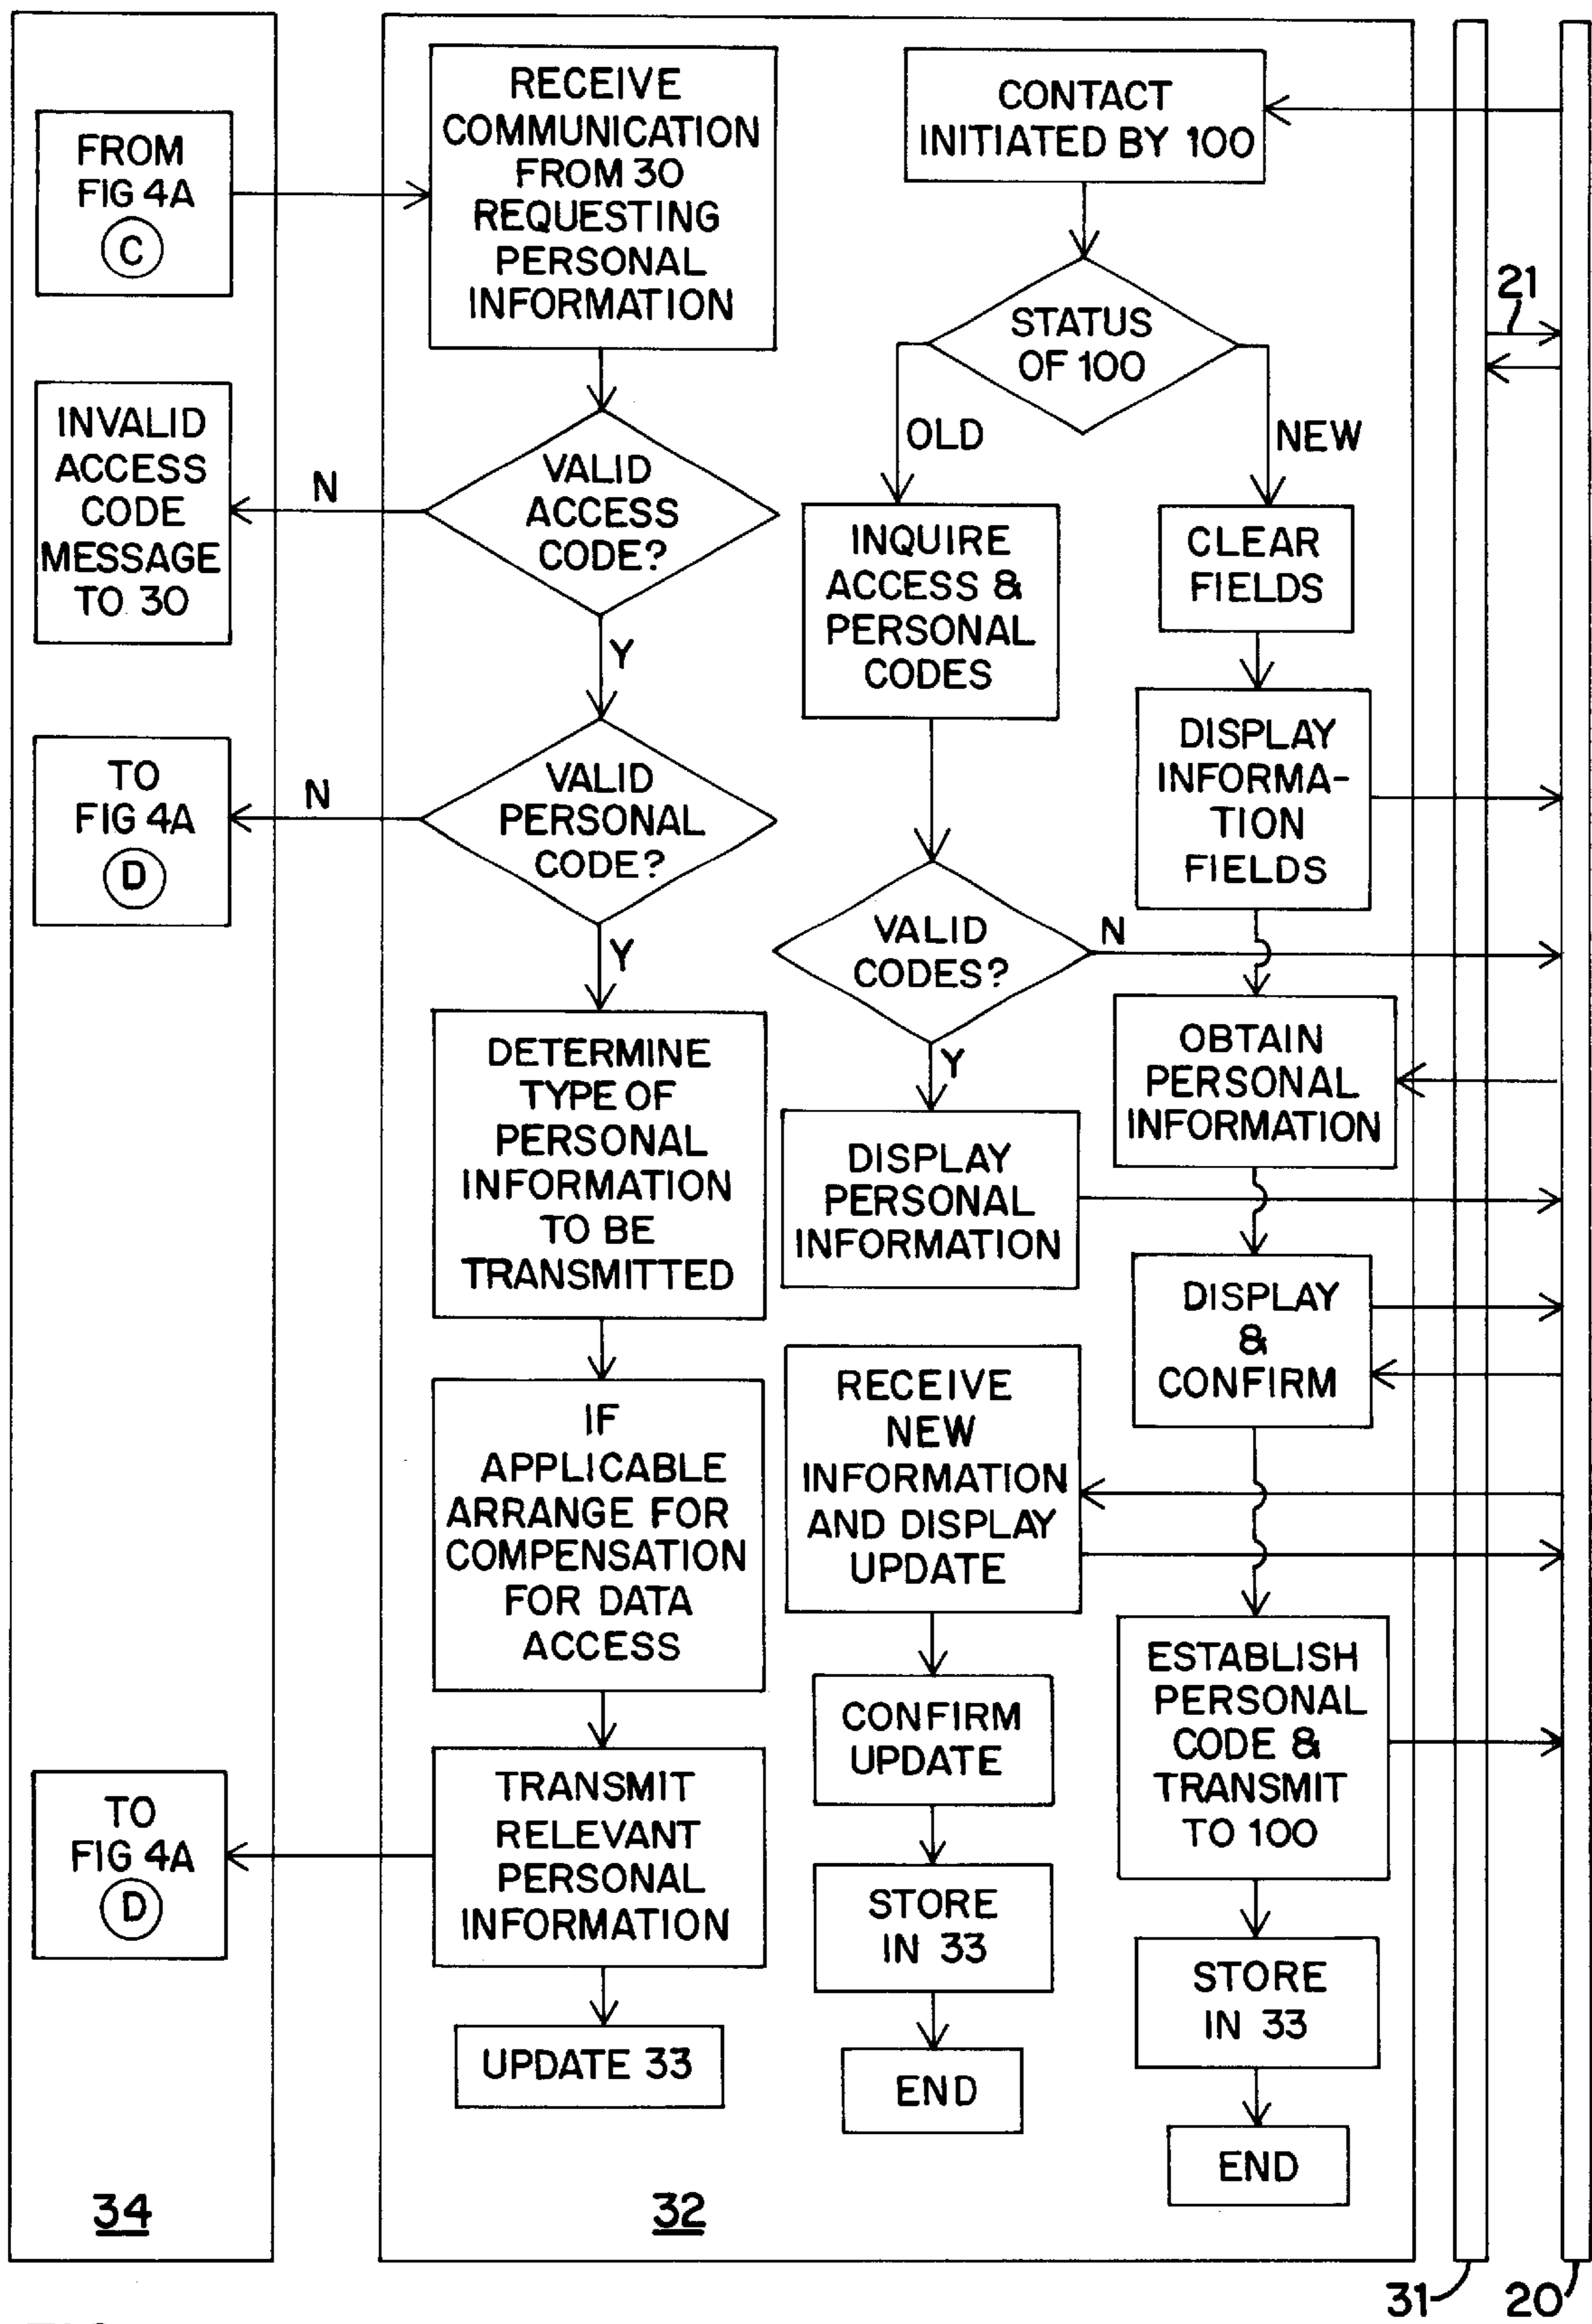 FROM
FIG 4A
C
INVALID
ACCESS
CODE
MESSAGE
TO 30
TO
FIG 4A
D
TO
FIG 4A
D
34
RECEIVE
COMMUNICATION
FROM 30
REQUESTING
PERSONAL
INFORMATION
VALID
ACCESS
CODE?
N
Y
VALID
PERSONAL
CODE?
N
Y
DETERMINE
TYPE OF
PERSONAL
INFORMATION
TO BE
TRANSMITTED
IF
APPLICABLE
ARRANGE FOR
COMPENSATION
FOR DATA
ACCESS
TRANSMIT
RELEVANT
PERSONAL
INFORMATION
UPDATE 33
CONTACT
INITIATED BY 100
STATUS
OF 100
OLD
NEW
INQUIRE
ACCESS &
PERSONAL
CODES
VALID
CODES?
N
Y
DISPLAY
PERSONAL
INFORMATION
RECEIVE
NEW
INFORMATION
AND DISPLAY
UPDATE
CONFIRM
UPDATE
STORE
IN 33
END
CLEAR
FIELDS
DISPLAY
INFORMA-
TION
FIELDS
OBTAIN
PERSONAL
INFORMATION
DISPLAY
&
CONFIRM
ESTABLISH
PERSONAL
CODE &
TRANSMIT
TO 100
STORE
IN 33
END
32
21
31
20